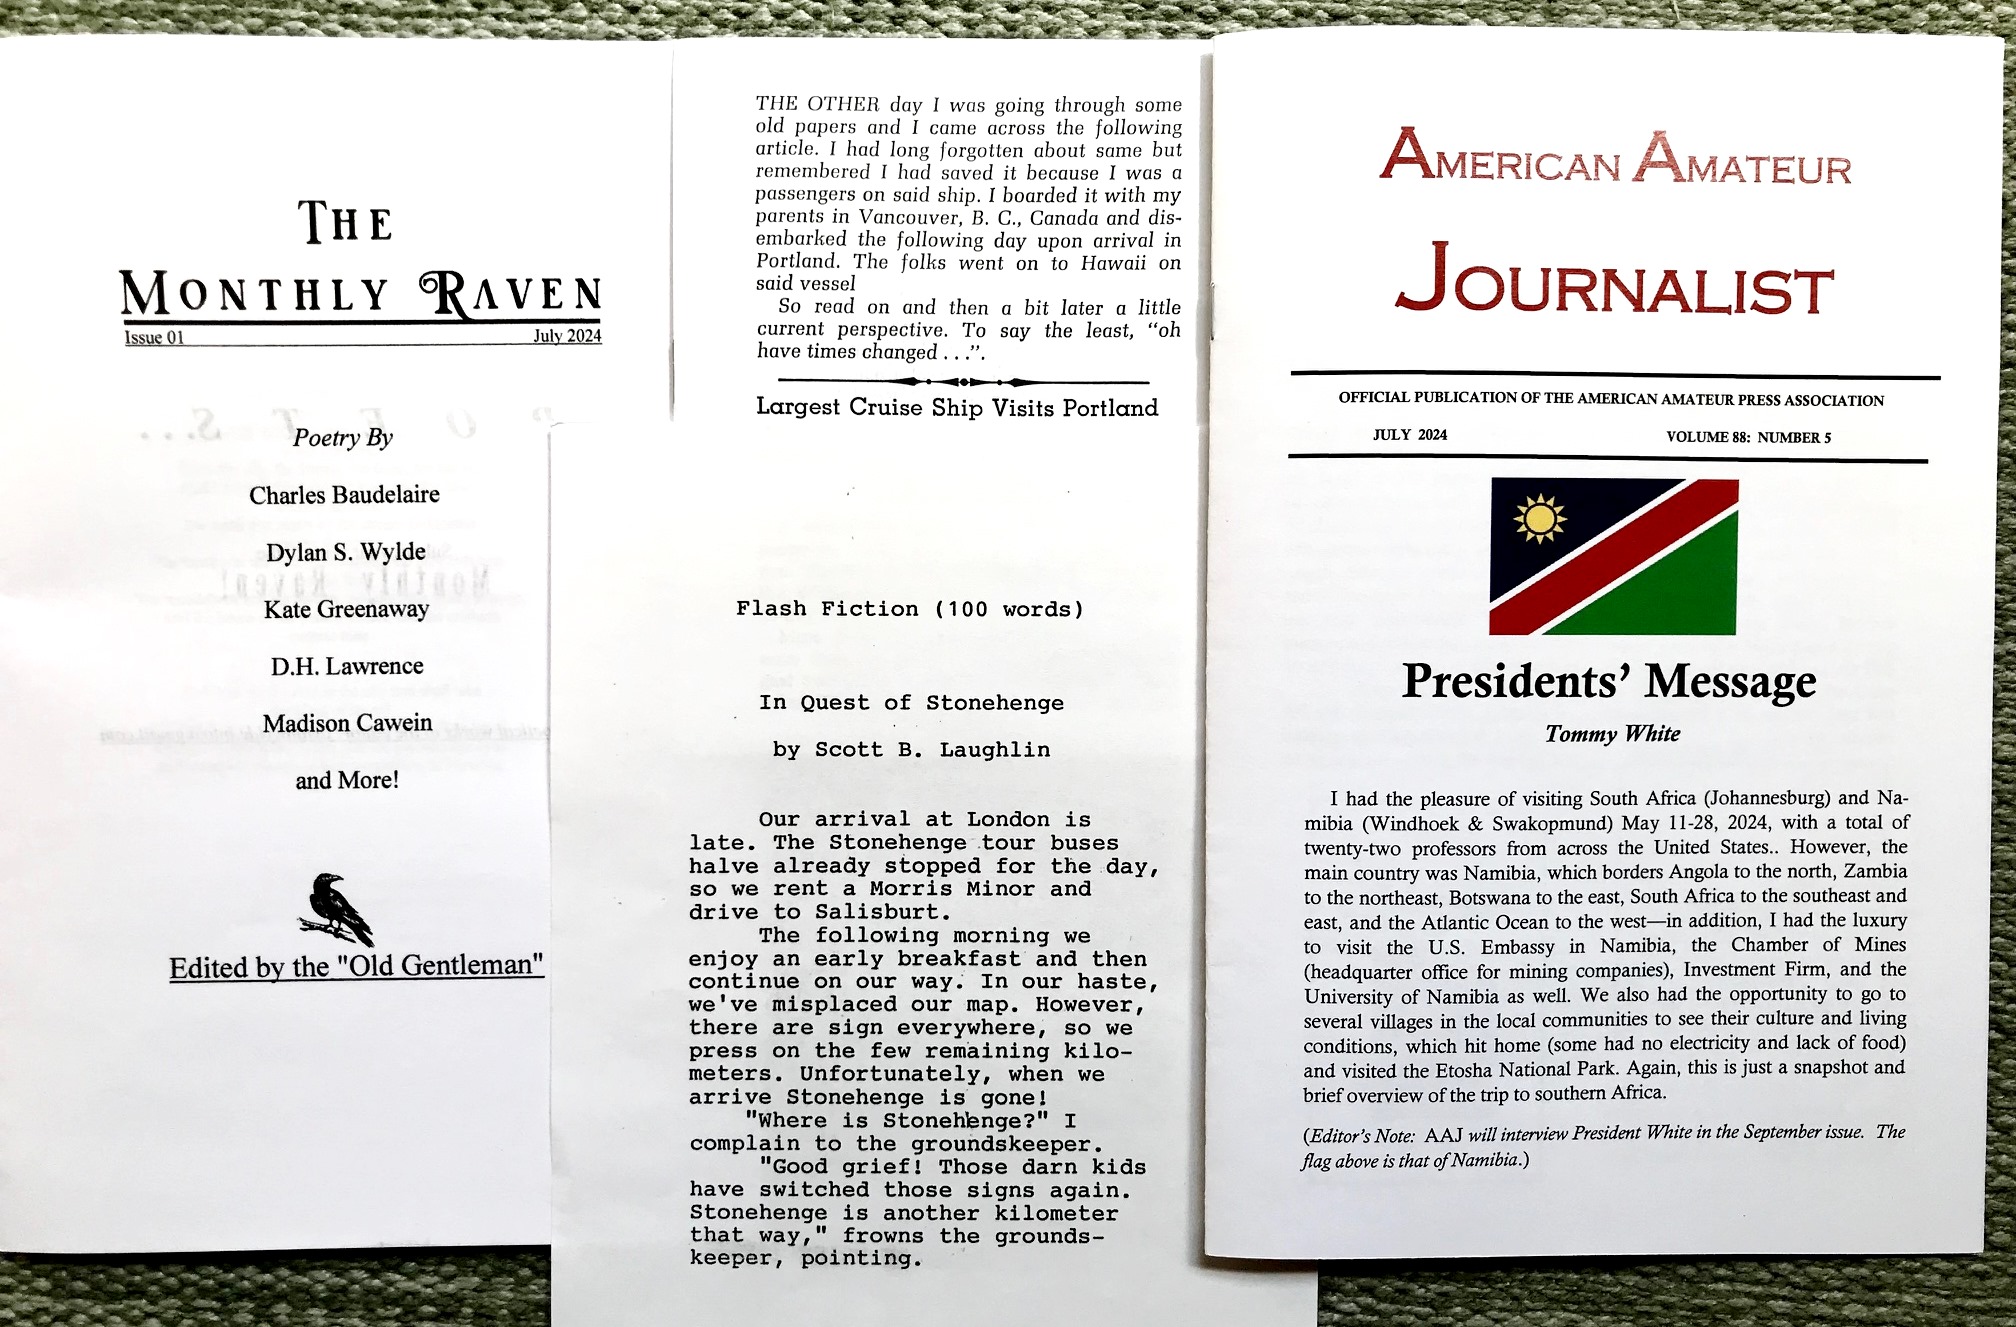 THE
MONTHLY RAVEN
Issue 01 July 2024
Poetry By
Charles Baudelaire
Dylan S. Wylde
Kate Greenaway
D.H. Lawrence
Madison Cawein
and More!
Edited by the "Old Gentleman"
THE OTHER day I was going through some
old papers and I came across the following
article. I had long forgotten about same but
remembered I had saved it because I was a
passengers on said ship. I boarded it with my
parents in Vancouver, B. C., Canada and dis-
embarked the following day upon arrival in
Portland. The folks went on to Hawaii on
said vessel
So read on and then a bit later a little
current perspective. To say the least, “oh
have times changed . . .”.
Largest Cruise Ship Visits Portland
Flash Fiction (100 words)
In Quest of Stonehenge
by Scott B. Laughlin
Our arrival at London is
late. The Stonehenge tour buses
halve already stopped for the day,
so we rent a Morris Minor and
drive to Salisburt.
The following morning we
enjoy an early breakfast and then
continue on our way. In our haste,
we've misplaced our map. However,
there are sign everywhere, so we
press on the few remaining kilo-
meters. Unfortunately, when we
arrive Stonehenge is gone!
"Where is Stonehenge?" I
complain to the groundskeeper.
"Good grief! Those darn kids
have switched those signs again.
Stonehenge is another kilometer
that way," frowns the grounds-
keeper, pointing.
AMERICAN AMATEUR
JOURNALIST
OFFICIAL PUBLICATION OF THE AMERICAN AMATEUR PRESS ASSOCIATION
JULY 2024 VOLUME 88: NUMBER 5
Presidents’ Message
Tommy White
I had the pleasure of visiting South Africa (Johannesburg) and Na-
mibia (Windhoek & Swakopmund) May 11-28, 2024, with a total of
twenty-two professors from across the United States.. However, the
main country was Namibia, which borders Angola to the north, Zambia
to the northeast, Botswana to the east, South Africa to the southeast and
east, and the Atlantic Ocean to the west—in addition, I had the luxury
to visit the U.S. Embassy in Namibia, the Chamber of Mines
(headquarter office for mining companies), Investment Firm, and the
University of Namibia as well. We also had the opportunity to go to
several villages in the local communities to see their culture and living
conditions, which hit home (some had no electricity and lack of food)
and visited the Etosha National Park. Again, this is just a snapshot and
brief overview of the trip to southern Africa.
(Editor's Note: AAJ will interview President White in the September issue. The
flag above is that of Namibia.)